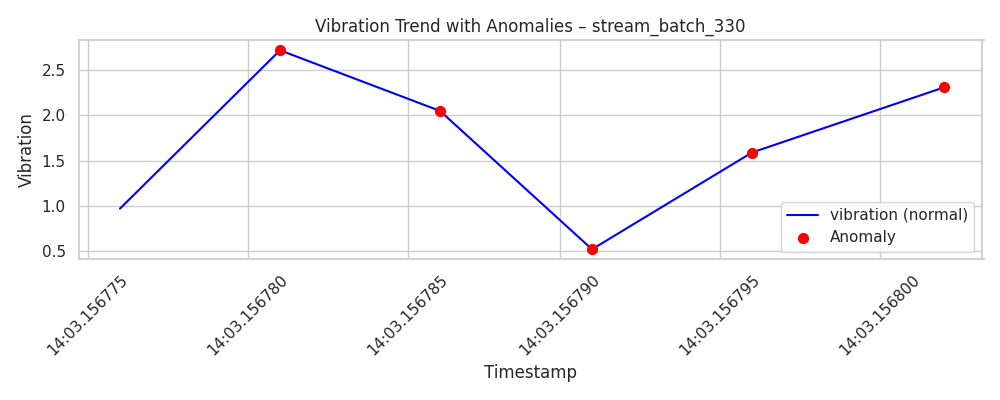 Vibration Trend with Anomalies – stream_batch_330
Vibration
2.5
2.0
1.5
1.0
0.5
vibration (normal)
Anomaly
14:03.156775
14:03.156780
14:03.156785
14:03.156790
14:03.156795
14:03.156800
Timestamp